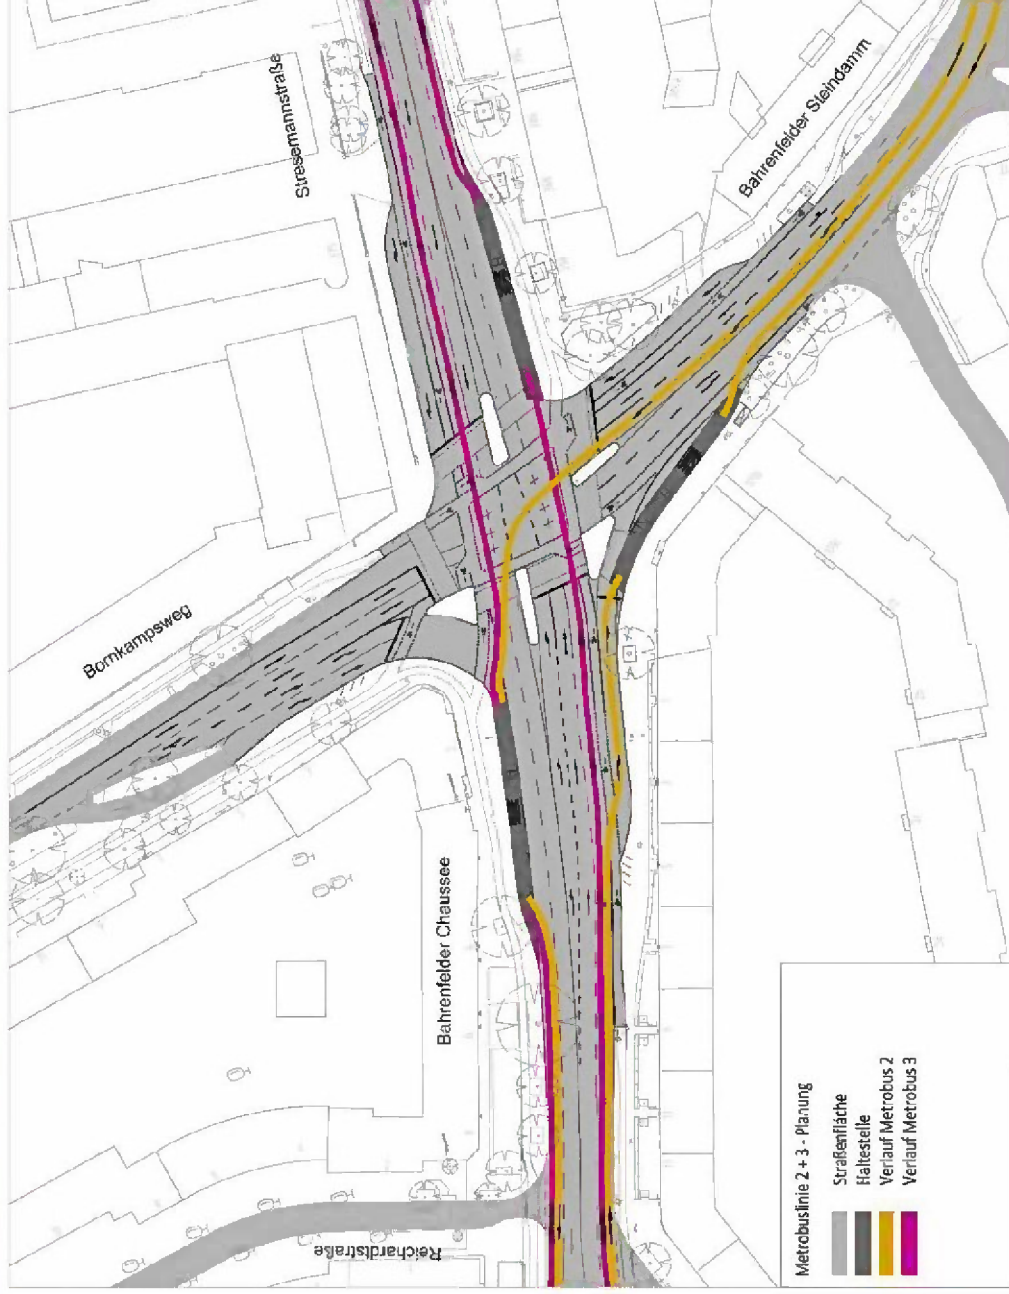 Stresemannstraße
Bahrenfelder Steindamm
Bornkampsweg
Bahrenfelder Chaussee
Reichardtstraße
Metrobuslinie 2 + 3 - Planung
Straßenfläche
Haltestelle
Verlauf Metrobus 2
Verlauf Metrobus 3